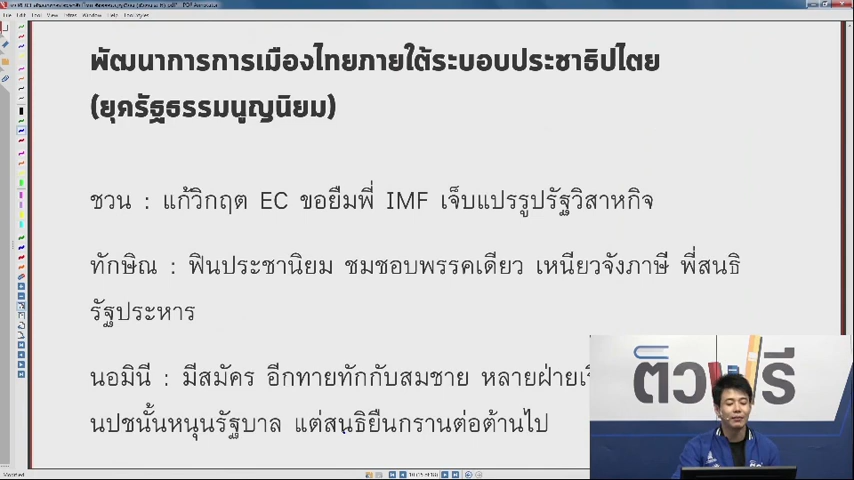 พัฒนาการการเมืองไทยภายใต้ระบอบประชาธิปไตย
(ยุครัฐธรรมนูญนิยม)
ชวน : แก้วิกฤต EC ขอยืมพี่ IMF เจ็บแปรรูปรัฐวิสาหกิจ
ทักษิณ : ฟินประชานิยม ชมชอบพรรคเดียว เหนียวจังภาษี พี่สนธิ
รัฐประหาร
นอมินี : มีสมัคร อีกทายทักกับสมชาย หลายฝ่าย
นปชนั้นหนุนรัฐบาล แต่สนธิยืนกรานต่อต้านไป
ติวฟรี